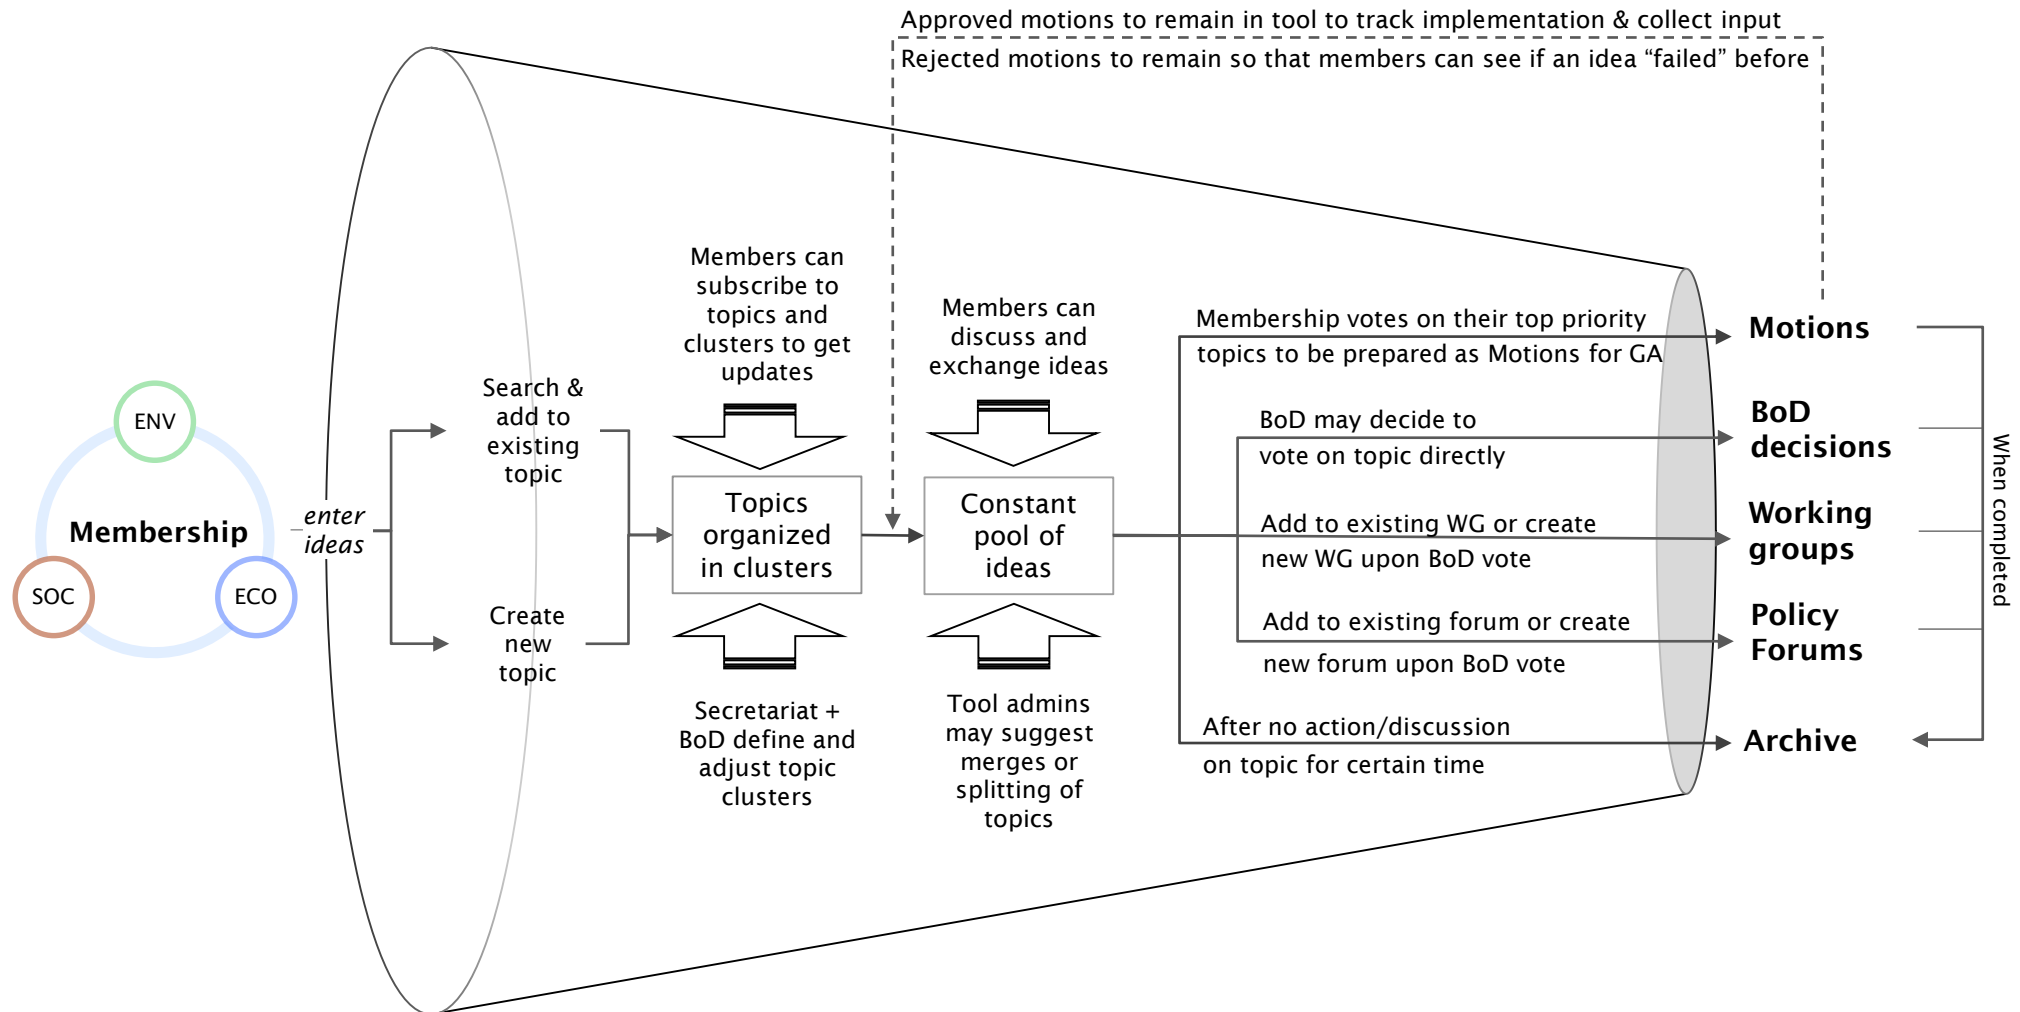 Approved motions to remain in tool to track implementation & collect input
Rejected motions to remain so that members can see if an idea “failed” before
ENV
Membership
SOC
ECO
enter
ideas
Search &
add to
existing
topic
Create
new
topic
Members can
subscribe to
topics and
clusters to get
updates
Topics
organized
in clusters
Secretariat +
BoD define and
adjust topic
clusters
Members can
discuss and
exchange ideas
Constant
pool of
ideas
Tool admins
may suggest
merges or
splitting of
topics
Membership votes on their top priority
topics to be prepared as Motions for GA
BoD may decide to
vote on topic directly
Add to existing WG or create
new WG upon BoD vote
Add to existing forum or create
new forum upon BoD vote
After no action/discussion
on topic for certain time
Motions
BoD
decisions
Working
groups
Policy
Forums
Archive
When completed